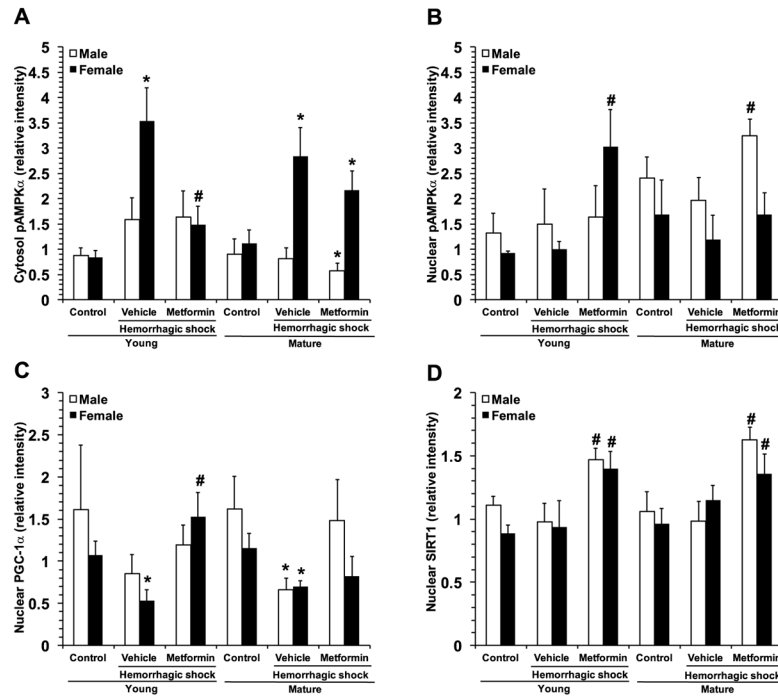 A
Cytosol pAMPKα (relative intensity)
5
4.5
4
3.5
3
2.5
2
1.5
1
0.5
0
Male
Female
*
#
*
*
*
Control Vehicle Metformin Control Vehicle Metformin
Hemorrhagic shock Hemorrhagic shock
Young Mature
B
Nuclear pAMPKα (relative intensity)
5
4.5
4
3.5
3
2.5
2
1.5
1
0.5
0
Male
Female
#
#
Control Vehicle Metformin Control Vehicle Metformin
Hemorrhagic shock Hemorrhagic shock
Young Mature
C
Nuclear PGC-1α (relative intensity)
3
2.5
2
1.5
1
0.5
0
Male
Female
*
#
* *
Control Vehicle Metformin Control Vehicle Metformin
Hemorrhagic shock Hemorrhagic shock
Young Mature
D
Nuclear SIRT1 (relative intensity)
2
1.5
1
0.5
0
Male
Female
# #
# #
Control Vehicle Metformin Control Vehicle Metformin
Hemorrhagic shock Hemorrhagic shock
Young Mature